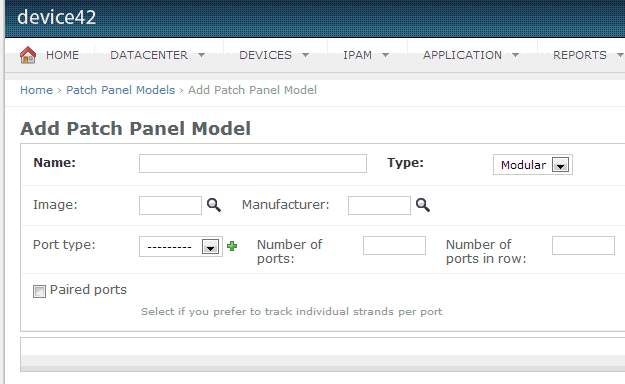 device42
HOME DATACENTER DEVICES IPAM APPLICATION REPORTS
Home › Patch Panel Models › Add Patch Panel Model
Add Patch Panel Model
Name: Type: Modular
Image: Manufacturer:
Port type: --------- Number of ports: Number of ports in row:
Paired ports
Select if you prefer to track individual strands per port